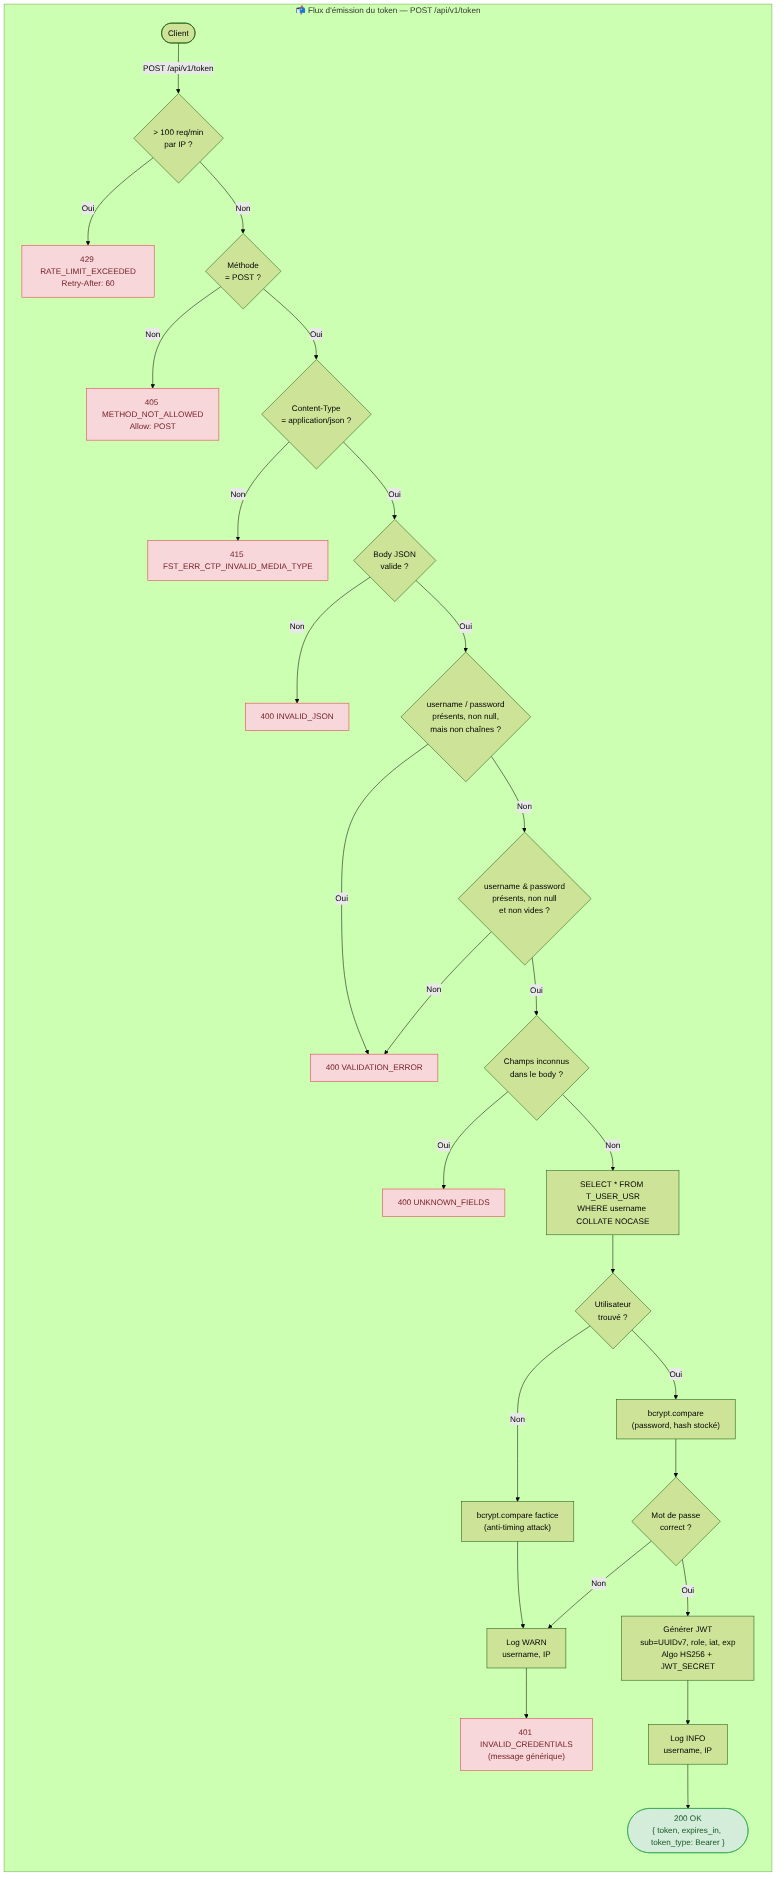 📬 Flux d'émission du token — POST /api/v1/token
Client
POST /api/v1/token
> 100 req/min
par IP ?
Oui
Non
429
RATE_LIMIT_EXCEEDED
Retry-After: 60
Méthode
= POST ?
Non
Oui
405
METHOD_NOT_ALLOWED
Allow: POST
Content-Type
= application/json ?
Non
Oui
415
FST_ERR_CTP_INVALID_MEDIA_TYPE
Body JSON
valide ?
Non
Oui
400 INVALID_JSON
username / password
présents, non null,
mais non chaînes ?
Oui
Non
username & password
présents, non null
et non vides ?
Non
Oui
400 VALIDATION_ERROR
Champs inconnus
dans le body ?
Oui
Non
400 UNKNOWN_FIELDS
SELECT * FROM
T_USER_USR
WHERE username
COLLATE NOCASE
Utilisateur
trouvé ?
Non
Oui
bcrypt.compare
(password, hash stocké)
bcrypt.compare factice
(anti-timing attack)
Mot de passe
correct ?
Non
Oui
Log WARN
username, IP
Générer JWT
sub=UUIDv7, role, iat, exp
Algo HS256 +
JWT_SECRET
401
INVALID_CREDENTIALS
(message générique)
Log INFO
username, IP
200 OK
{ token, expires_in,
token_type: Bearer }